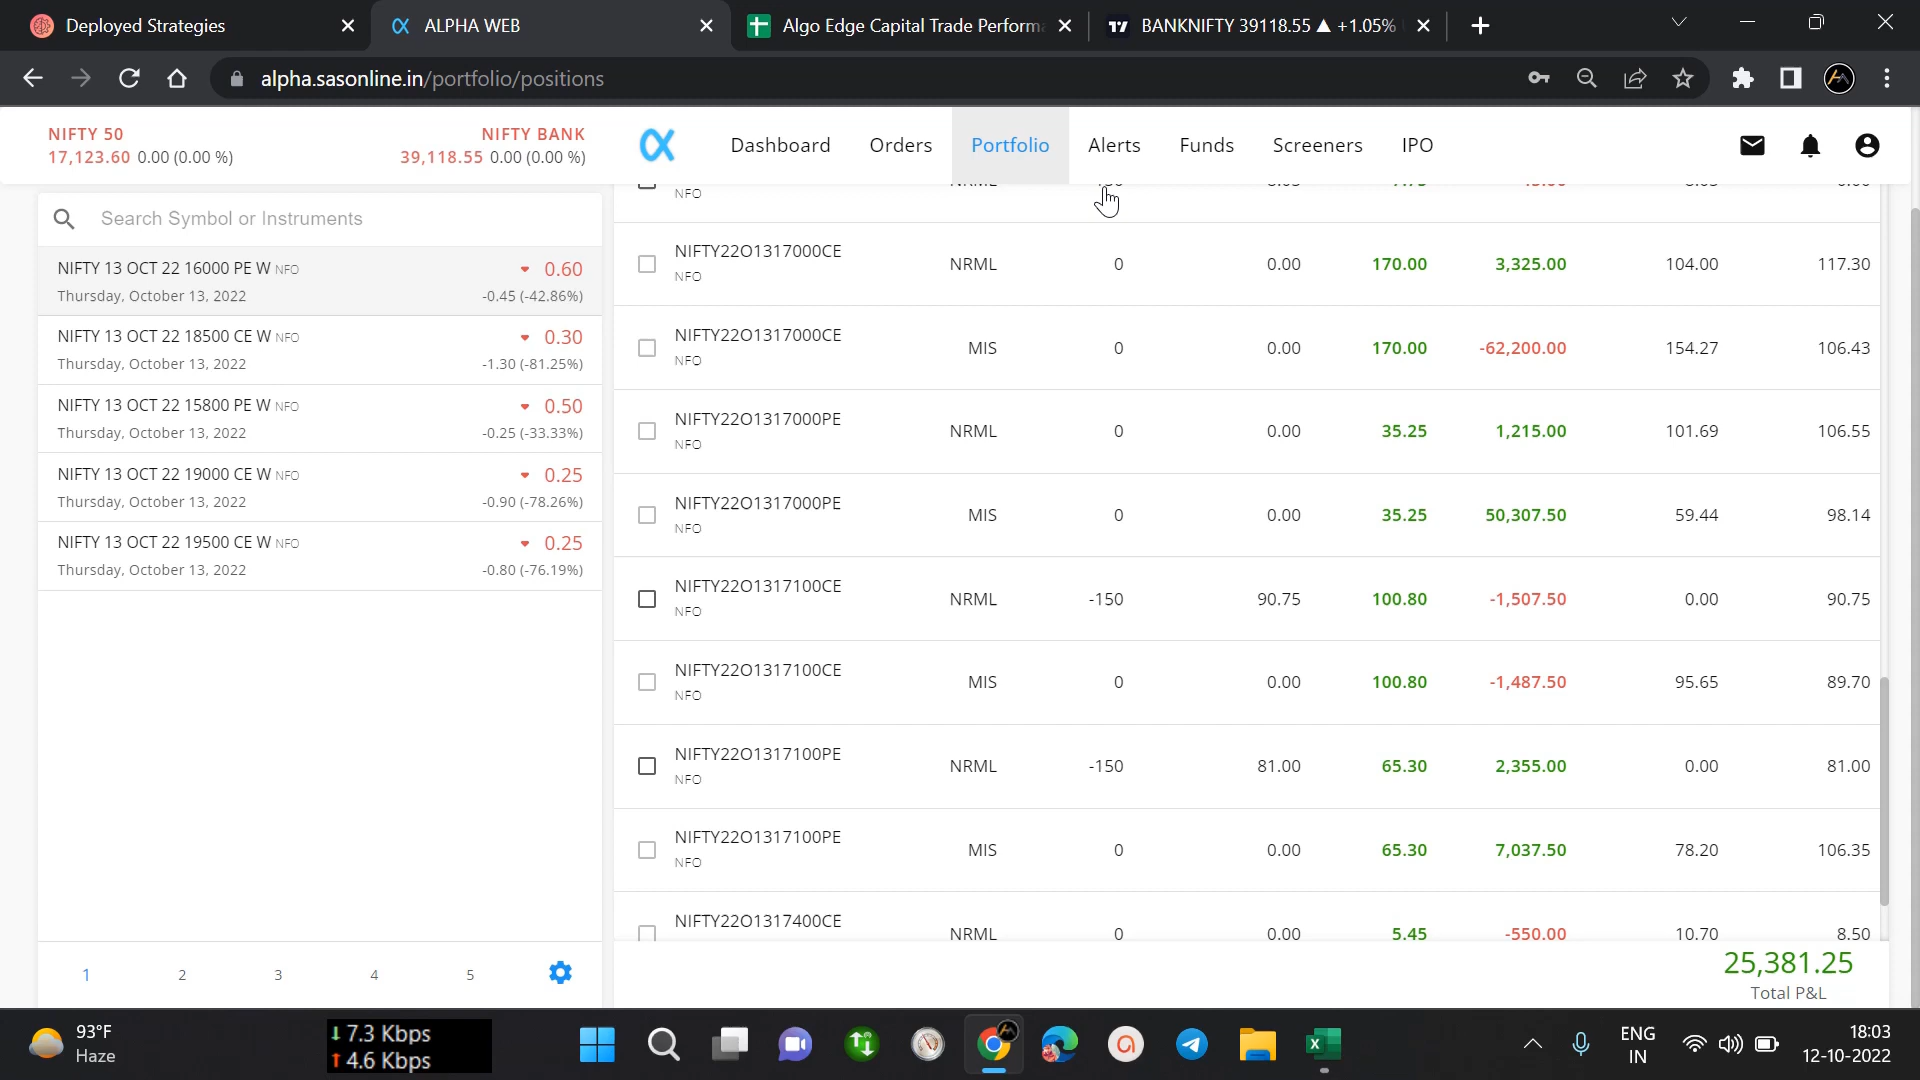 Deployed Strategies
ALPHA WEB
Algo Edge Capital Trade Perform
BANKNIFTY 39118.55 ▲ +1.05%
alpha.sasonline.in/portfolio/positions
NIFTY 50
17,123.60 0.00 (0.00 %)
NIFTY BANK
39,118.55 0.00 (0.00 %)
Dashboard Orders Portfolio Alerts Funds Screeners IPO
Search Symbol or Instruments
NIFTY 13 OCT 22 16000 PE W NFO 0.60
Thursday, October 13, 2022 -0.45 (-42.86%)
NIFTY 13 OCT 22 18500 CE W NFO 0.30
Thursday, October 13, 2022 -1.30 (-81.25%)
NIFTY 13 OCT 22 15800 PE W NFO 0.50
Thursday, October 13, 2022 -0.25 (-33.33%)
NIFTY 13 OCT 22 19000 CE W NFO 0.25
Thursday, October 13, 2022 -0.90 (-78.26%)
NIFTY 13 OCT 22 19500 CE W NFO 0.25
Thursday, October 13, 2022 -0.80 (-76.19%)
1 2 3 4 5
NFO
NIFTY22O1317000CE NRML 0 0.00 170.00 3,325.00 104.00 117.30
NFO
NIFTY22O1317000CE MIS 0 0.00 170.00 -62,200.00 154.27 106.43
NFO
NIFTY22O1317000PE NRML 0 0.00 35.25 1,215.00 101.69 106.55
NFO
NIFTY22O1317000PE MIS 0 0.00 35.25 50,307.50 59.44 98.14
NFO
NIFTY22O1317100CE NRML -150 90.75 100.80 -1,507.50 0.00 90.75
NFO
NIFTY22O1317100CE MIS 0 0.00 100.80 -1,487.50 95.65 89.70
NFO
NIFTY22O1317100PE NRML -150 81.00 65.30 2,355.00 0.00 81.00
NFO
NIFTY22O1317100PE MIS 0 0.00 65.30 7,037.50 78.20 106.35
NFO
NIFTY22O1317400CE NRML 0 0.00 5.45 -550.00 10.70 8.50
25,381.25
Total P&L
93°F
Haze
↓ 7.3 Kbps
↑ 4.6 Kbps
ENG
IN
18:03
12-10-2022